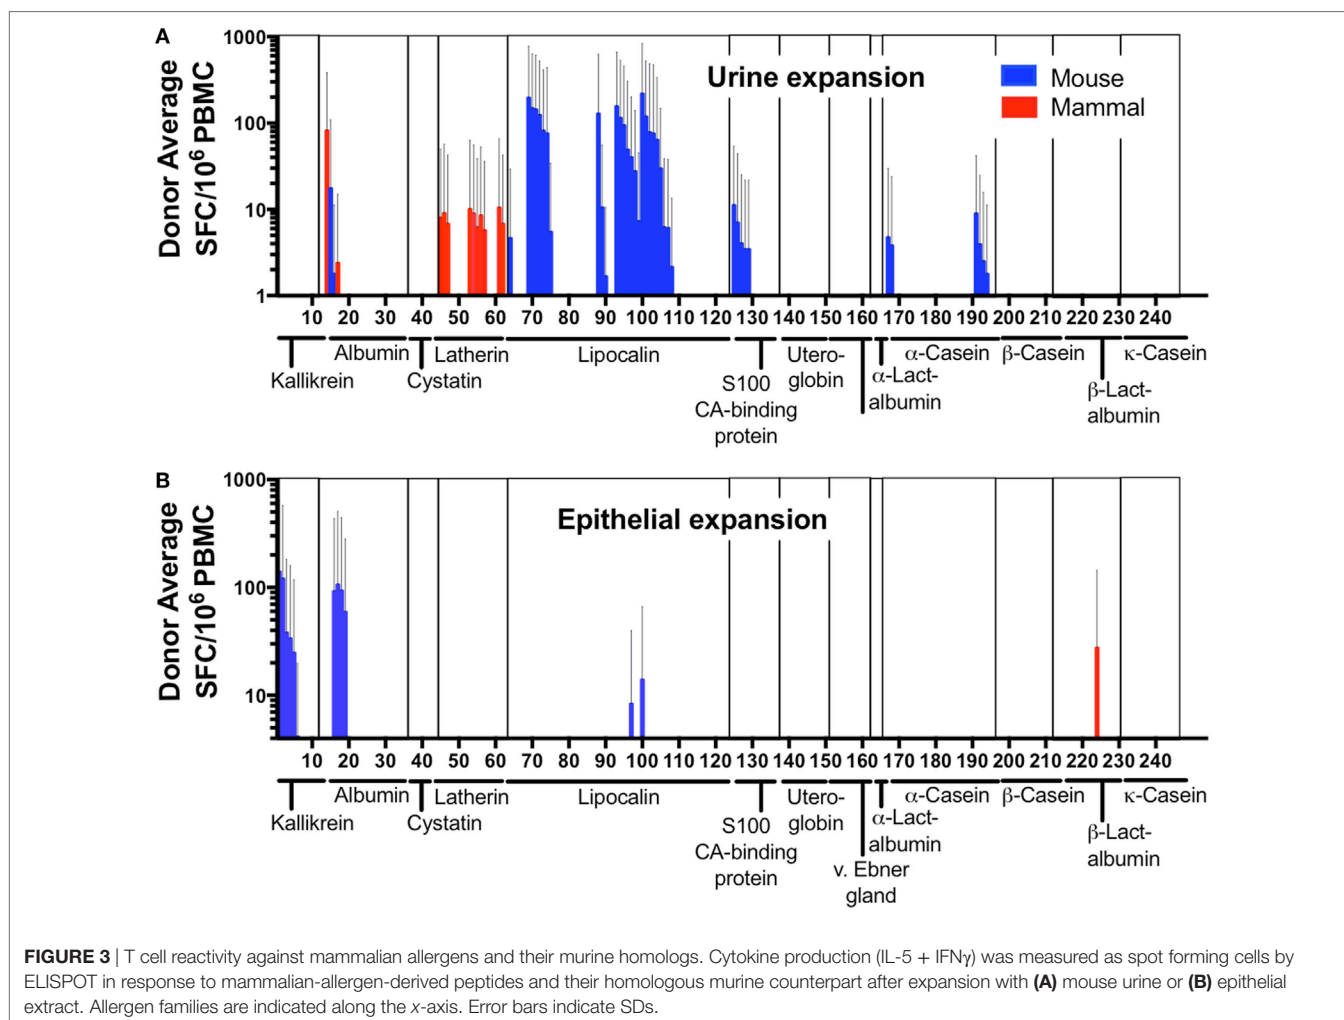 A
Donor Average
SFC/10⁶ PBMC
1000
100
10
1
Urine expansion
Mouse
Mammal
10 20 30 40 50 60 70 80 90 100 110 120 130 140 150 160 170 180 190 200 210 220 230 240
Albumin Latherin Lipocalin Utero- α-Casein β-Casein κ-Casein
Kallikrein Cystatin S100 globin α-Lact- β-Lact-
CA-binding albumin albumin
protein
B
Donor Average
SFC/10⁶ PBMC
1000
100
10
Epithelial expansion
10 20 30 40 50 60 70 80 90 100 110 120 130 140 150 160 170 180 190 200 210 220 230 240
Albumin Latherin Lipocalin Utero- α-Casein β-Casein κ-Casein
Kallikrein Cystatin S100 globin α-Lact- β-Lact-
CA-binding albumin albumin
protein v. Ebner
gland
FIGURE 3 | T cell reactivity against mammalian allergens and their murine homologs. Cytokine production (IL-5 + IFNγ) was measured as spot forming cells by
ELISPOT in response to mammalian-allergen-derived peptides and their homologous murine counterpart after expansion with (A) mouse urine or (B) epithelial
extract. Allergen families are indicated along the x-axis. Error bars indicate SDs.